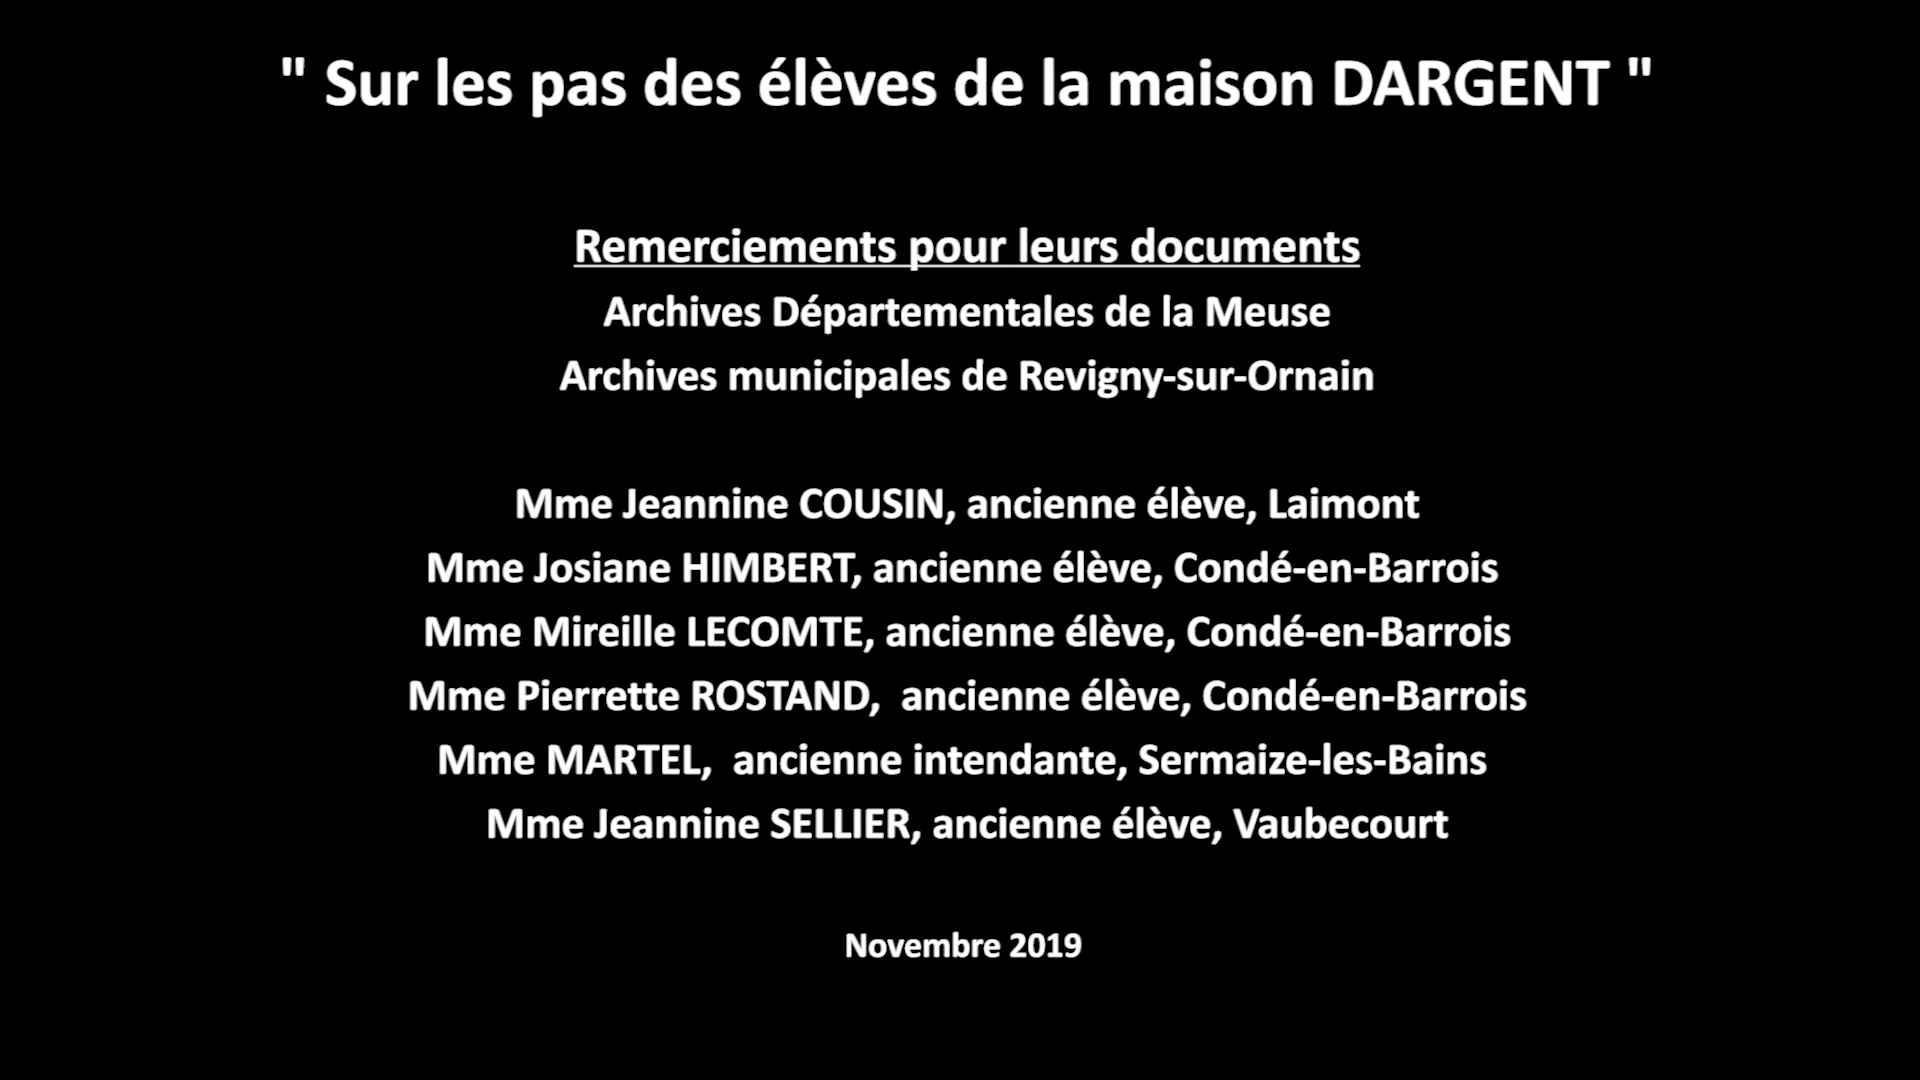 " Sur les pas des élèves de la maison DARGENT "
Remerciements pour leurs documents
Archives Départementales de la Meuse
Archives municipales de Revigny-sur-Ornain
Mme Jeannine COUSIN, ancienne élève, Laimont
Mme Josiane HIMBERT, ancienne élève, Condé-en-Barrois
Mme Mireille LECOMTE, ancienne élève, Condé-en-Barrois
Mme Pierrette ROSTAND,  ancienne élève, Condé-en-Barrois
Mme MARTEL,  ancienne intendante, Sermaize-les-Bains
Mme Jeannine SELLIER, ancienne élève, Vaubecourt
Novembre 2019